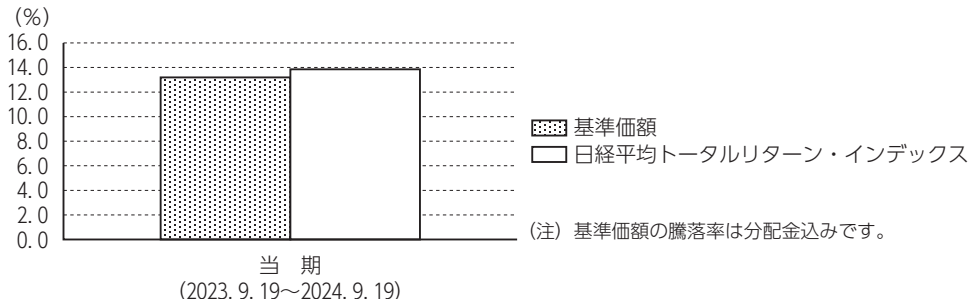 (%)
16.0
14.0
12.0
10.0
8.0
6.0
4.0
2.0
0.0
基準価額
日経平均トータルリターン・インデックス
(注) 基準価額の騰落率は分配金込みです。
当 期
(2023.9.19~2024.9.19)